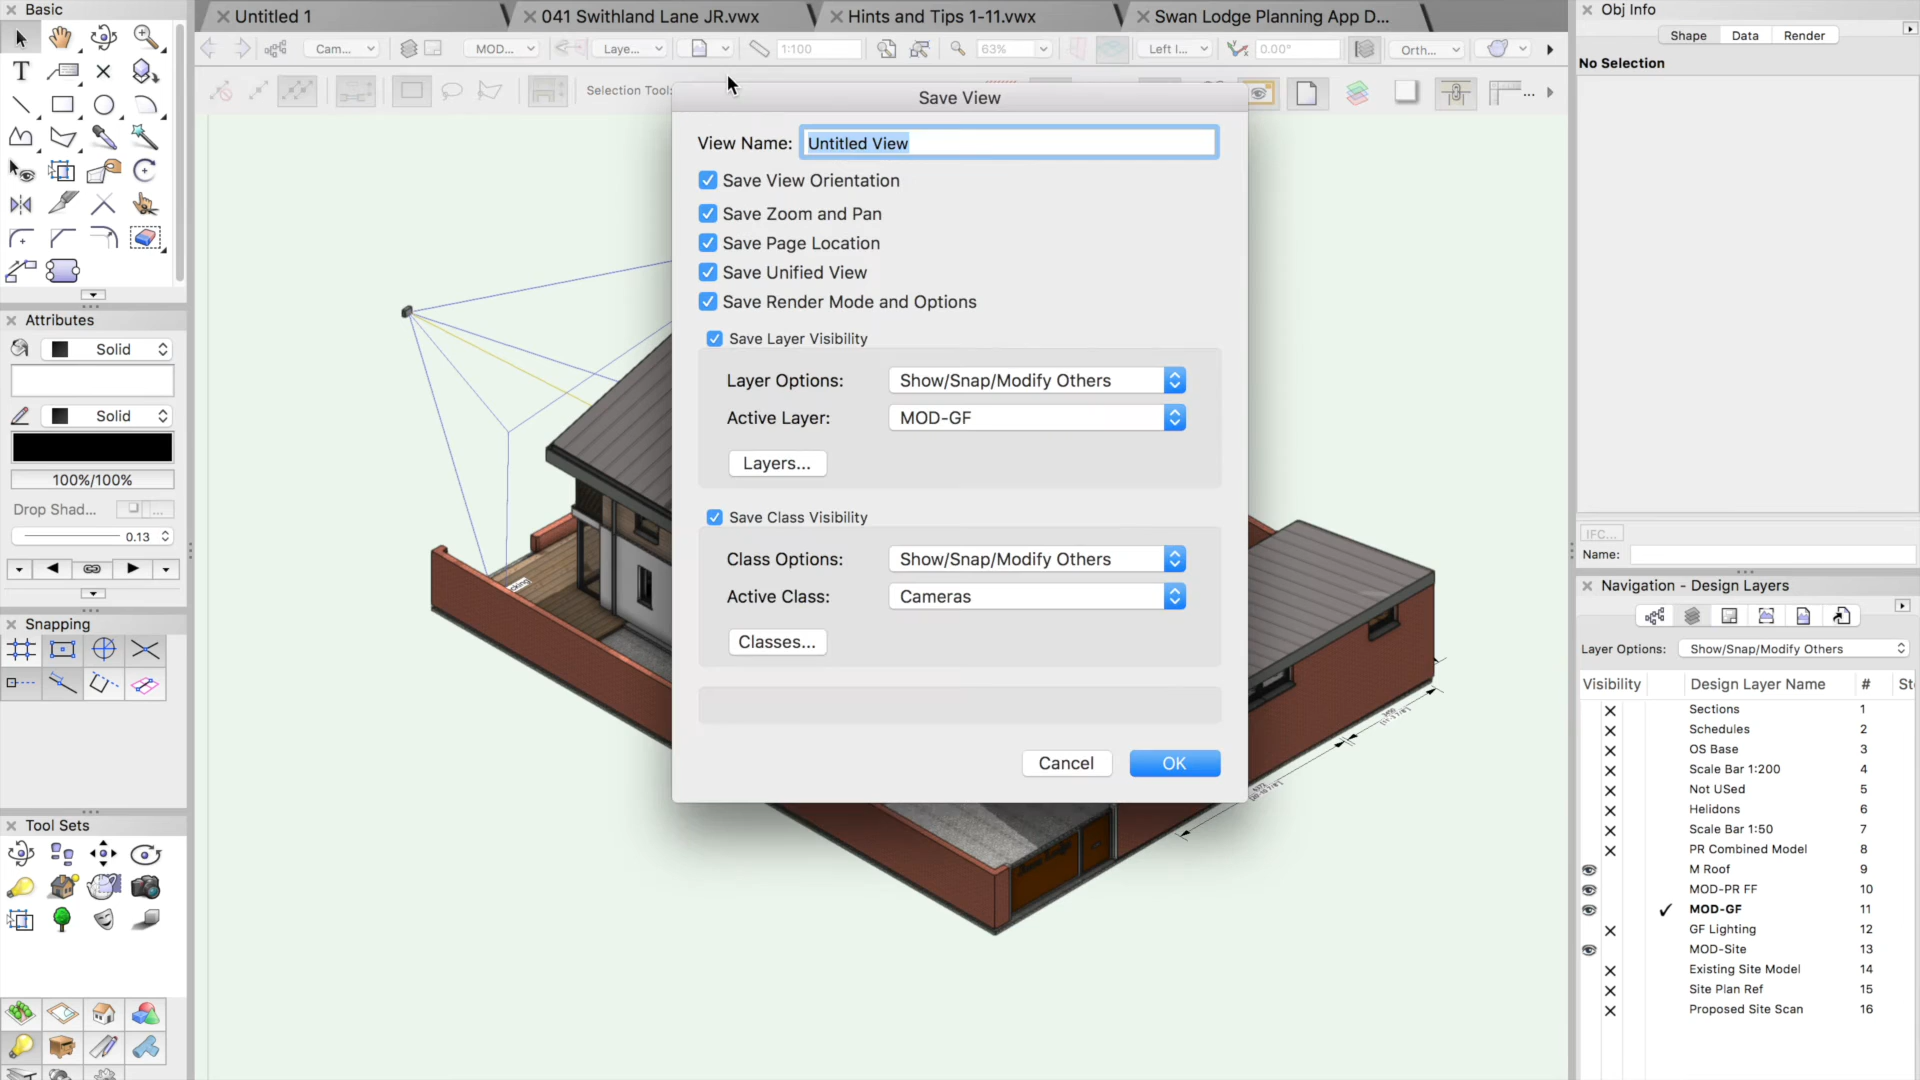 Basic
Untitled 1
041 Swithland Lane JR.vwx
Hints and Tips 1-11.vwx
Swan Lodge Planning App D...
Obj Info
Cam...
MOD...
Laye...
1:100
63%
Left I...
0.00°
Orth...
Shape Data Render
No Selection
Selection Tool:
...
Save View
View Name: Untitled View
Save View Orientation
Save Zoom and Pan
Save Page Location
Save Unified View
Save Render Mode and Options
Save Layer Visibility
Layer Options: Show/Snap/Modify Others
Active Layer: MOD-GF
Layers...
Save Class Visibility
Class Options: Show/Snap/Modify Others
Active Class: Cameras
Classes...
Cancel OK
Attributes
Solid
Solid
100%/100%
Drop Shad... ...
0.13
Snapping
Tool Sets
IFC...
Name:
Navigation - Design Layers
Layer Options: Show/Snap/Modify Others
Visibility Design Layer Name # St
Sections 1
Schedules 2
OS Base 3
Scale Bar 1:200 4
Not USed 5
Helidons 6
Scale Bar 1:50 7
PR Combined Model 8
M Roof 9
MOD-PR FF 10
MOD-GF 11
GF Lighting 12
MOD-Site 13
Existing Site Model 14
Site Plan Ref 15
Proposed Site Scan 16